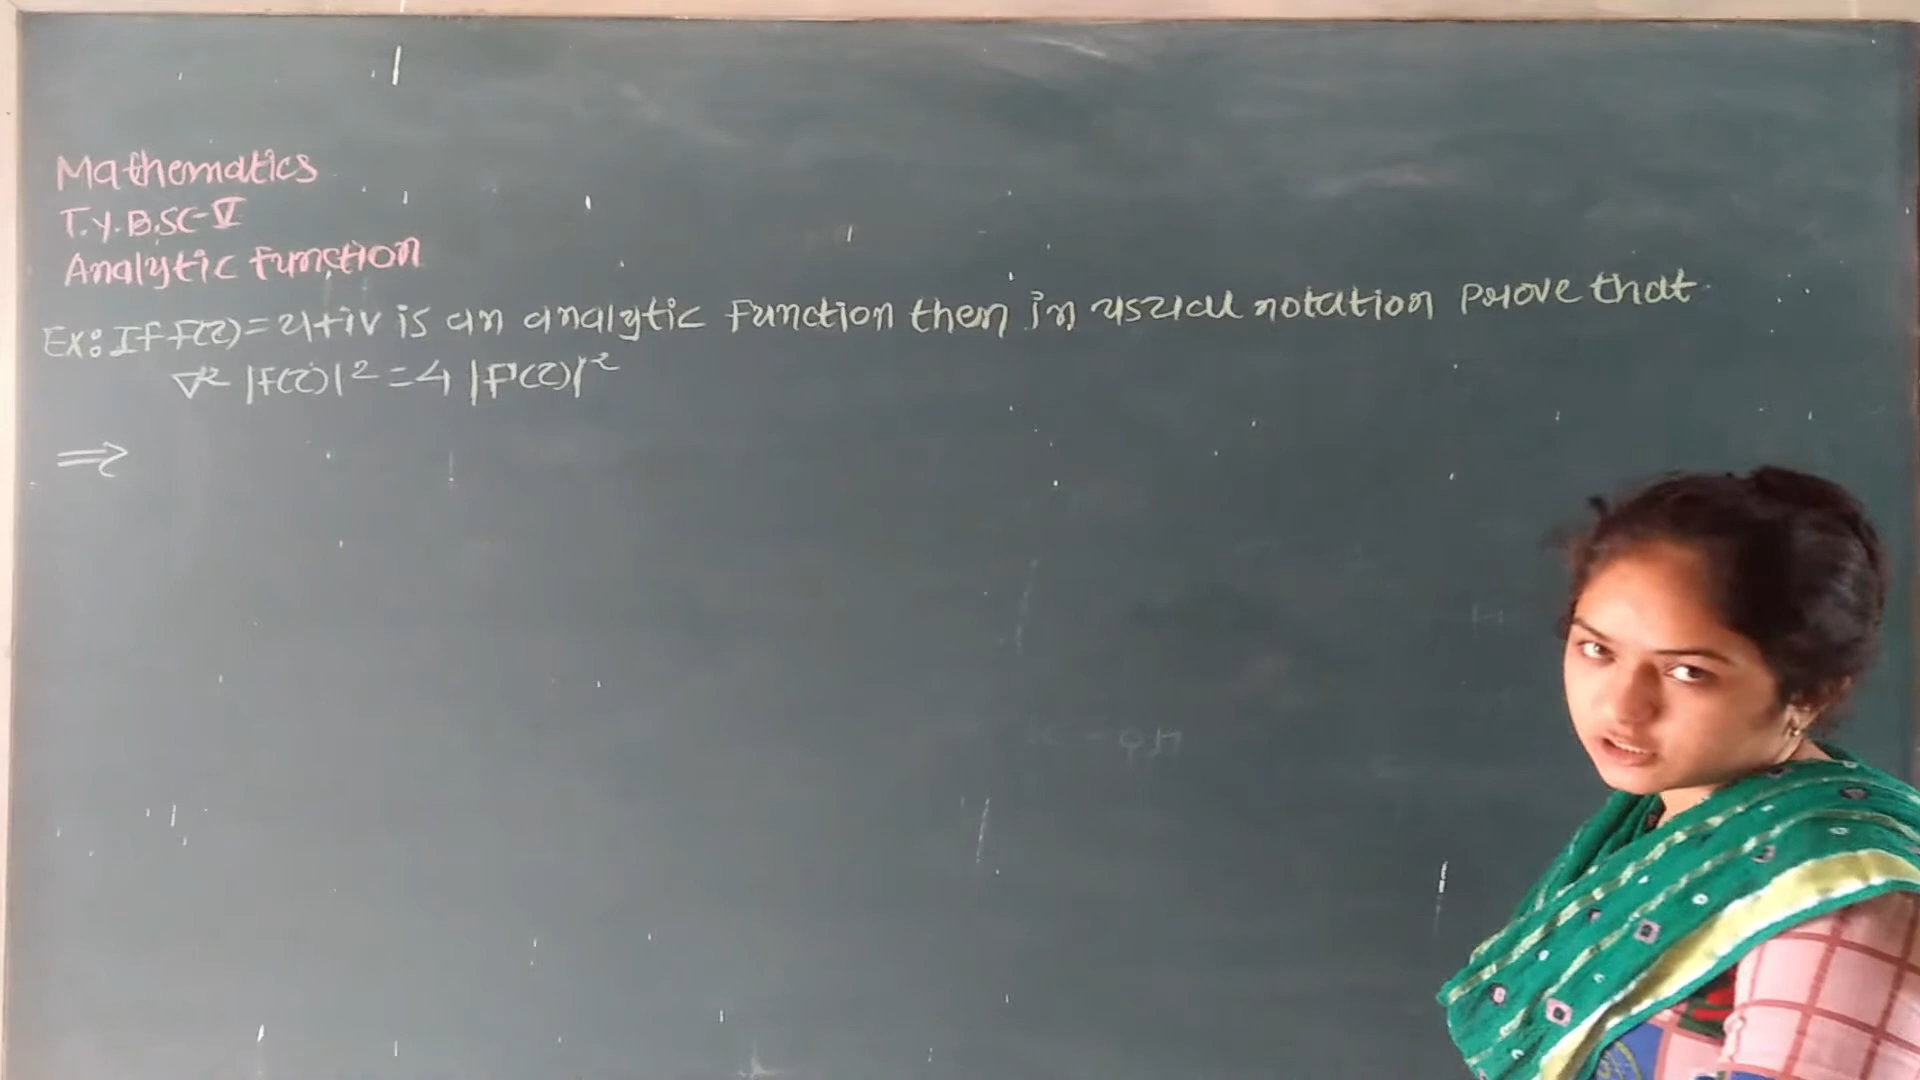 Mathematics
T.Y.B.SC-V
Analytic Function
Ex: If f(z)=u+iv is an analytic function then in usual notation prove that
∇² |f(z)|²=4 |f'(z)|²
⇒